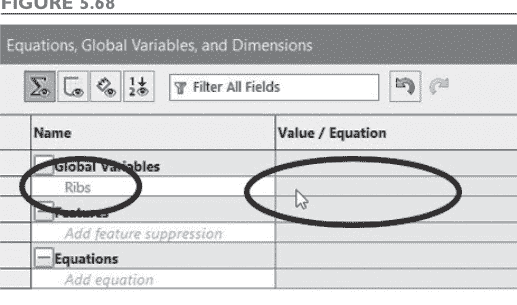 FIGURE 5.68
Equations, Global Variables, and Dimensions
Filter All Fields
Name Value / Equation
Global Variables
Ribs
Features
Add feature suppression
Equations
Add equation